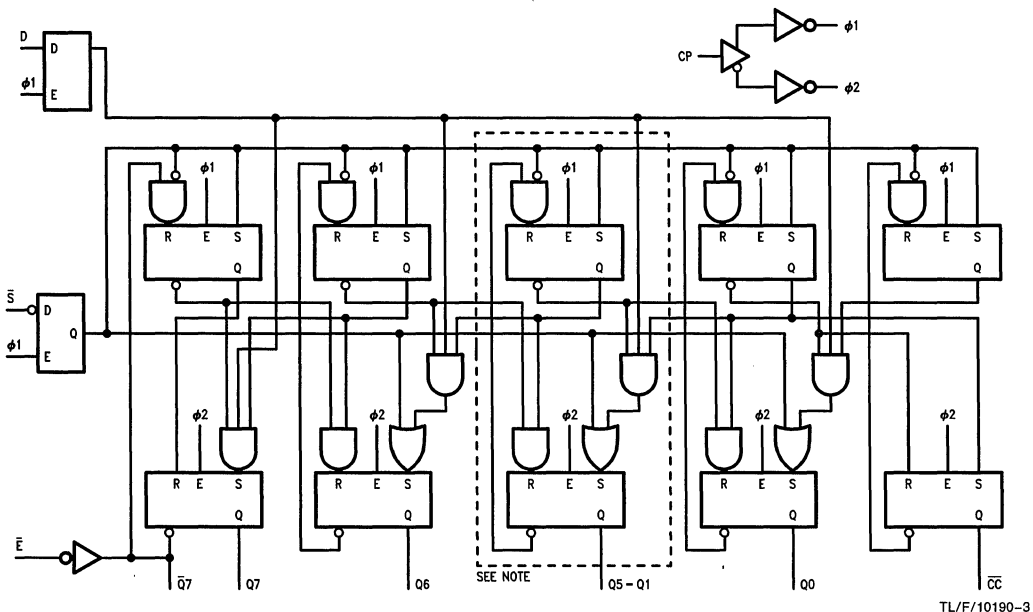 D
D
φ1
E
CP
φ1
φ2
φ1
φ1
φ1
φ1
φ1
R E S
R E S
R E S
R E S
R E S
Q
Q
Q
Q
S̅
D
Q
φ1
E
φ2
φ2
φ2
φ2
φ2
R E S
R E S
R E S
R E S
R E S
Q
Q
Q
Q
Q
E̅
SEE NOTE
Q̅7
Q7
Q6
Q5-Q1
Q0
C̅C̅
TL/F/10190-3